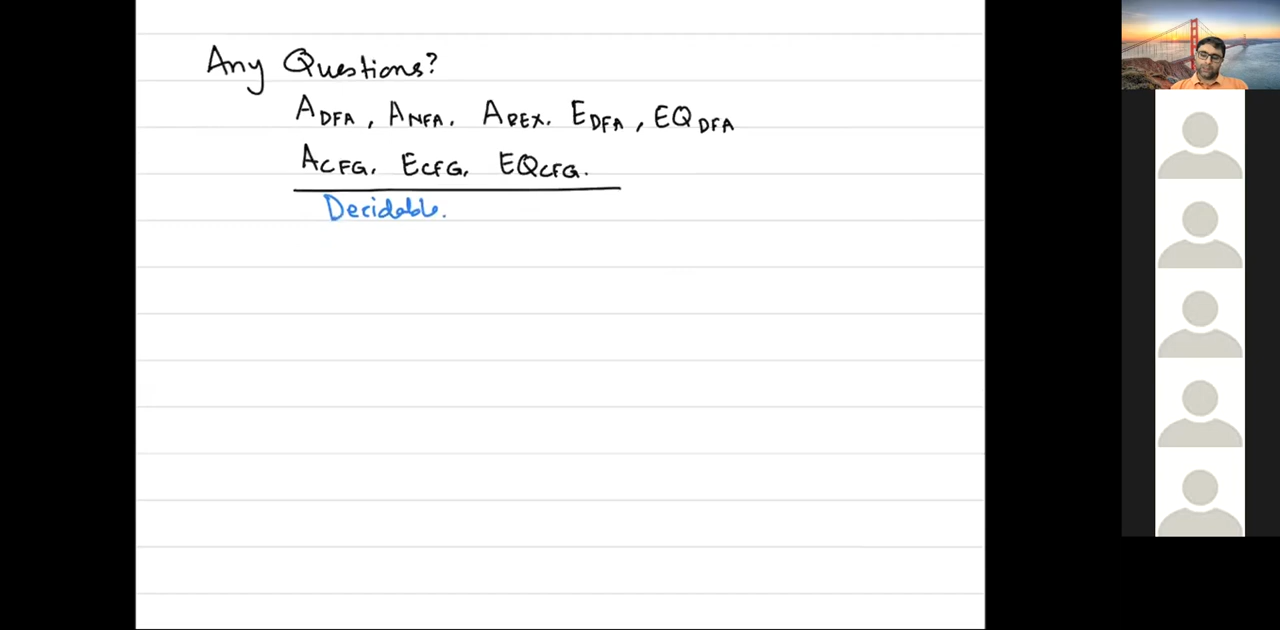 Any Questions?
ADFA, ANFA. AREX. EDFA, EQDFA
ACFG. ECFG, EQCFG.
Decidable.